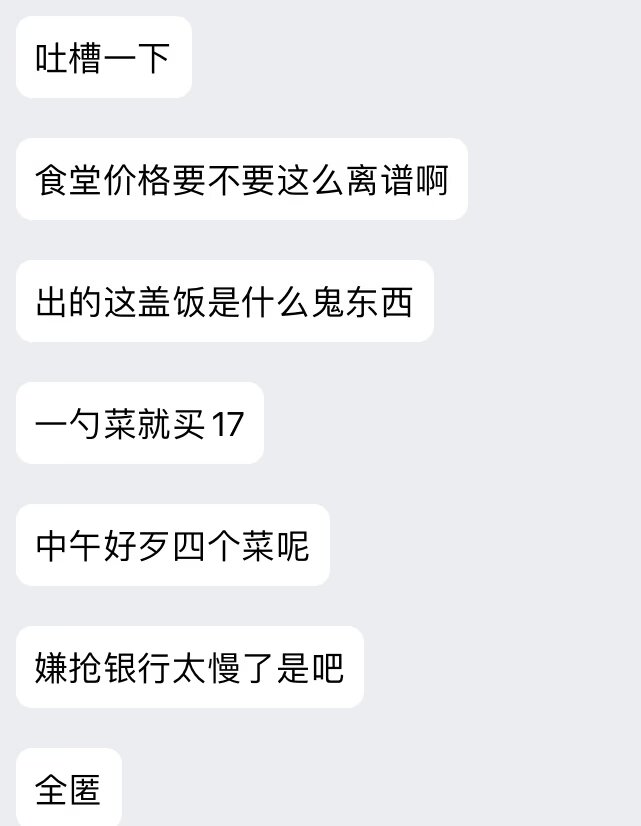 吐槽一下
食堂价格要不要这么离谱啊
出的这盖饭是什么鬼东西
一勺菜就买17
中午好歹四个菜呢
嫌抢银行太慢了是吧
全匿